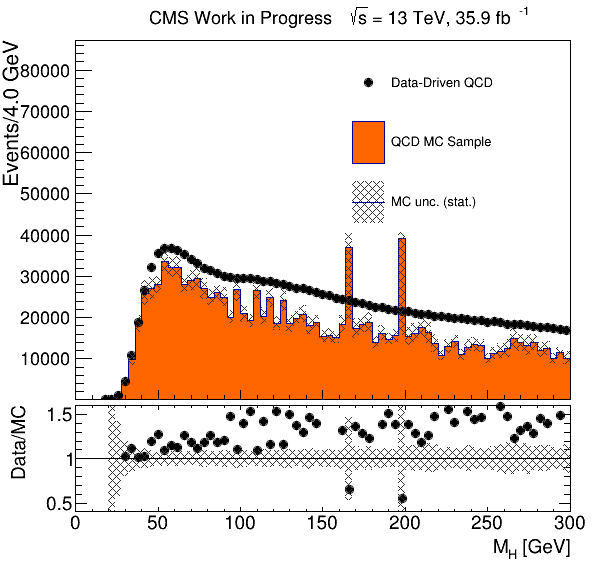 CMS Work in Progress √s = 13 TeV, 35.9 fb -1
Events/4.0 GeV
80000
70000
60000
50000
40000
30000
20000
10000
Data-Driven QCD
QCD MC Sample
MC unc. (stat.)
Data/MC
1.5
1
0.5
0 50 100 150 200 250 300
M_H [GeV]